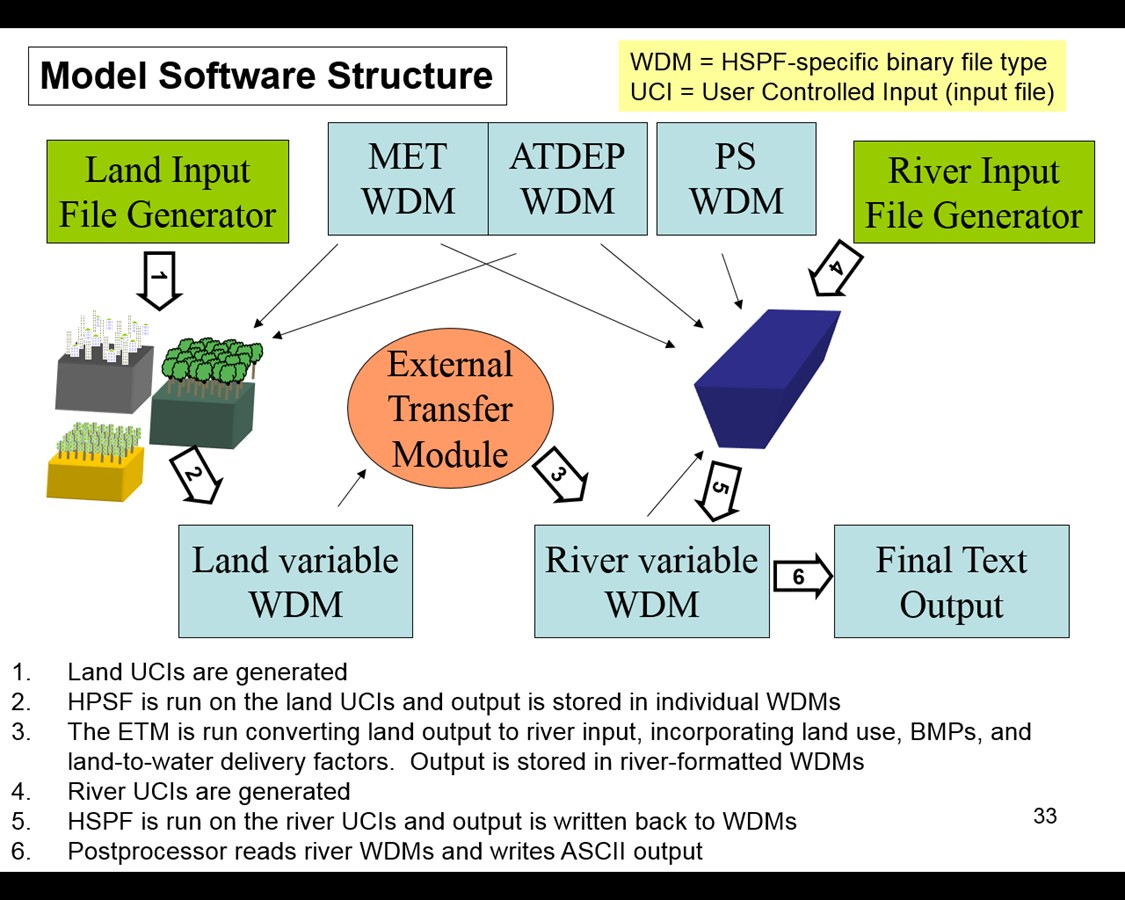 Model Software Structure
WDM = HSPF-specific binary file type
UCI = User Controlled Input (input file)
Land Input
File Generator
MET
WDM
ATDEP
WDM
PS
WDM
River Input
File Generator
1
4
External
Transfer
Module
2
3
5
Land variable
WDM
River variable
WDM
6
Final Text
Output
1. Land UCIs are generated
2. HPSF is run on the land UCIs and output is stored in individual WDMs
3. The ETM is run converting land output to river input, incorporating land use, BMPs, and
land-to-water delivery factors. Output is stored in river-formatted WDMs
4. River UCIs are generated
5. HSPF is run on the river UCIs and output is written back to WDMs
6. Postprocessor reads river WDMs and writes ASCII output
33